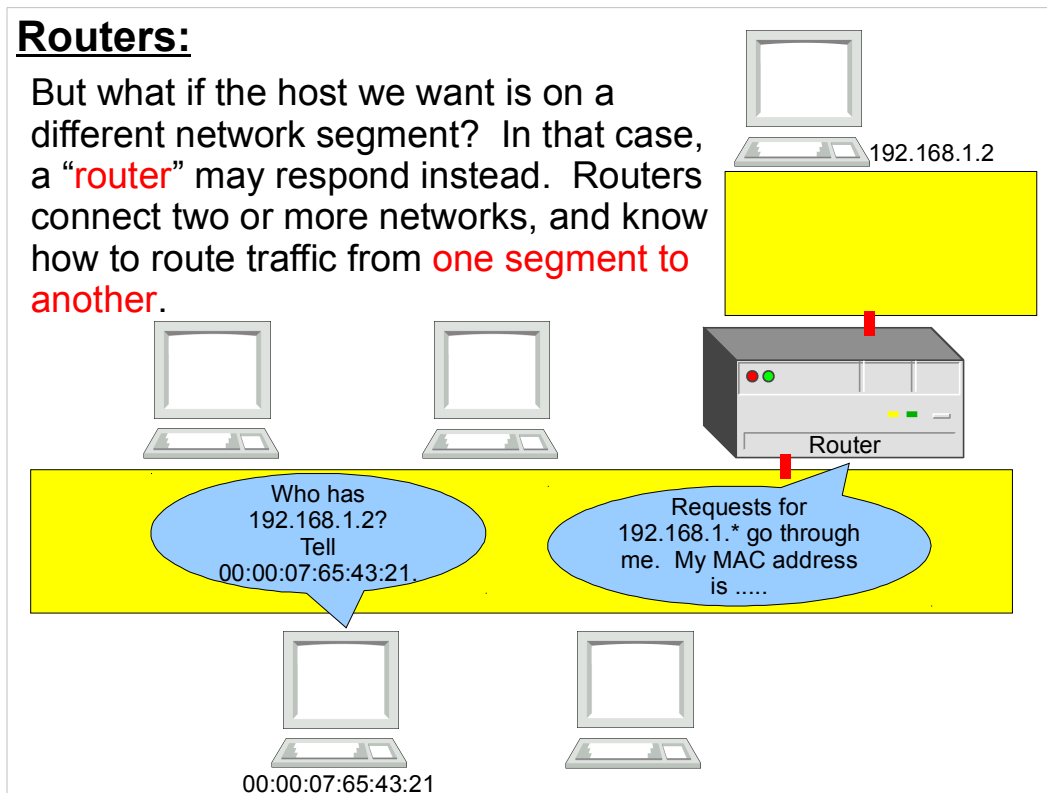 Routers:
But what if the host we want is on a
different network segment?  In that case,
a “router” may respond instead.  Routers
connect two or more networks, and know
how to route traffic from one segment to
another.
192.168.1.2
Router
Who has
192.168.1.2?
Tell
00:00:07:65:43:21.
Requests for
192.168.1.* go through
me.  My MAC address
is .....
00:00:07:65:43:21